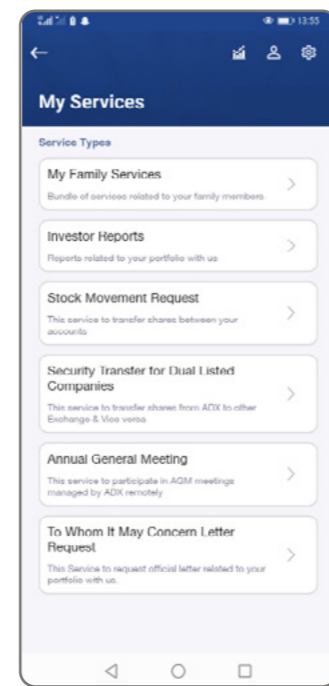 13:55
My Services
Service Types
My Family Services
Bundle of services related to your family members
Investor Reports
Reports related to your portfolio with us
Stock Movement Request
This service to transfer shares between your
accounts
Security Transfer for Dual Listed
Companies
This service to transfer shares from ADX to other
Exchange & Vice versa
Annual General Meeting
This service to participate in AGM meetings
managed by ADX remotely
To Whom It May Concern Letter
Request
This Service to request official letter related to your
portfolio with us.